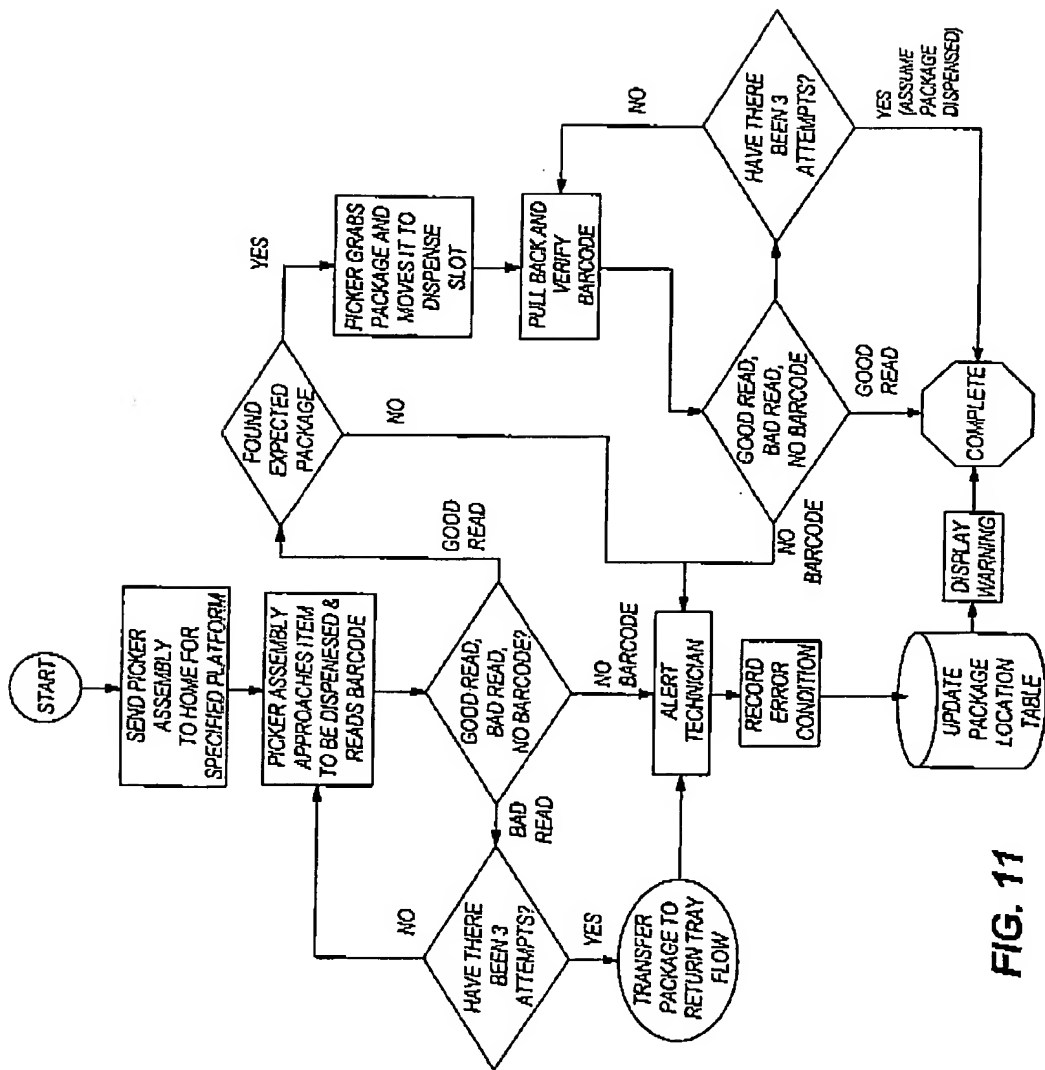 START
SEND PICKER
ASSEMBLY
TO HOME FOR
SPECIFIED PLATFORM
PICKER ASSEMBLY
APPROACHES ITEM
TO BE DISPENESED &
READS BARCODE
GOOD READ,
BAD READ,
NO BARCODE?
GOOD
READ
BAD
READ
NO
BARCODE
HAVE THERE
BEEN 3
ATTEMPTS?
NO
YES
TRANSFER
PACKAGE TO
RETURN TRAY
FLOW
FOUND
EXPECTED
PACKAGE
YES
NO
PICKER GRABS
PACKAGE AND
MOVES IT TO
DISPENSE
SLOT
PULL BACK AND
VERIFY
BARCODE
GOOD READ,
BAD READ,
NO BARCODE
NO
BARCODE
GOOD
READ
HAVE THERE
BEEN 3
ATTEMPTS?
NO
YES
(ASSUME
PACKAGE
DISPENSED)
ALERT
TECHNICIAN
RECORD
ERROR
CONDITION
UPDATE
PACKAGE
LOCATION
TABLE
DISPLAY
WARNING
COMPLETE
FIG. 11